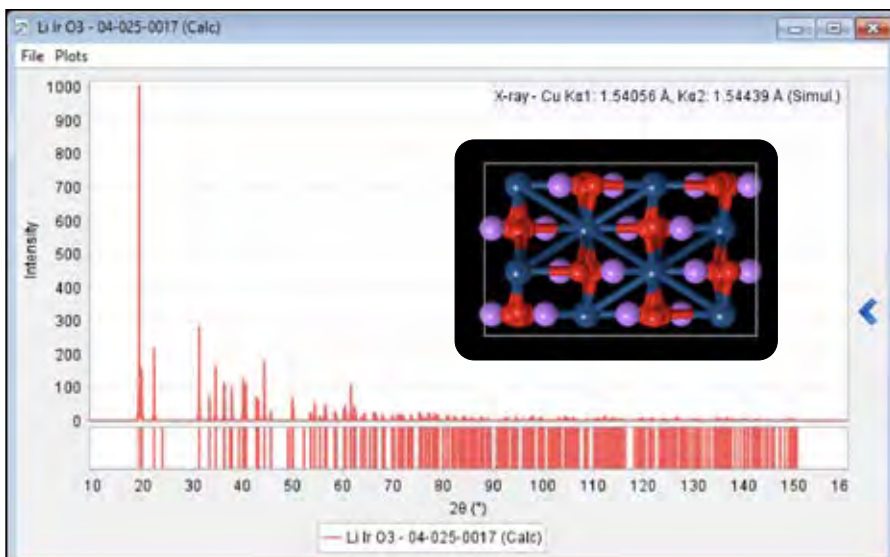 Li Ir O3 - 04-025-0017 (Calc)
File Plots
X-ray - Cu Kα1: 1.54056 Å, Kα2: 1.54439 Å (Simul.)
1000
900
800
700
600
500
400
300
200
100
0
Intensity
10 20 30 40 50 60 70 80 90 100 110 120 130 140 150 16
2θ (°)
Li Ir O3 - 04-025-0017 (Calc)